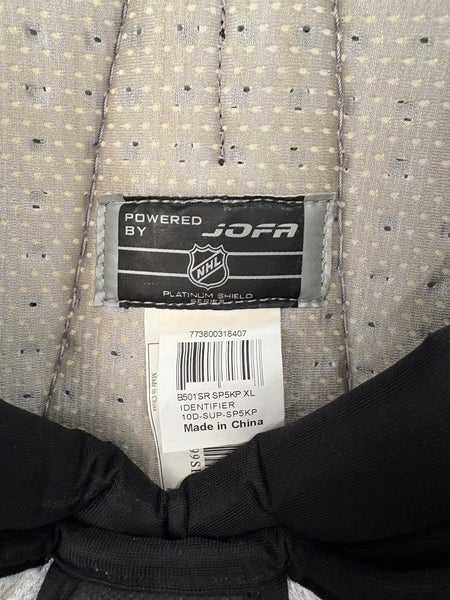 POWERED BY
JOFA
NHL
PLATINUM SHIELD
SERIES
773800318407
B501SR SP5KP XL
IDENTIFIER
10D-SUP-SP5KP
Made in China
Made in China